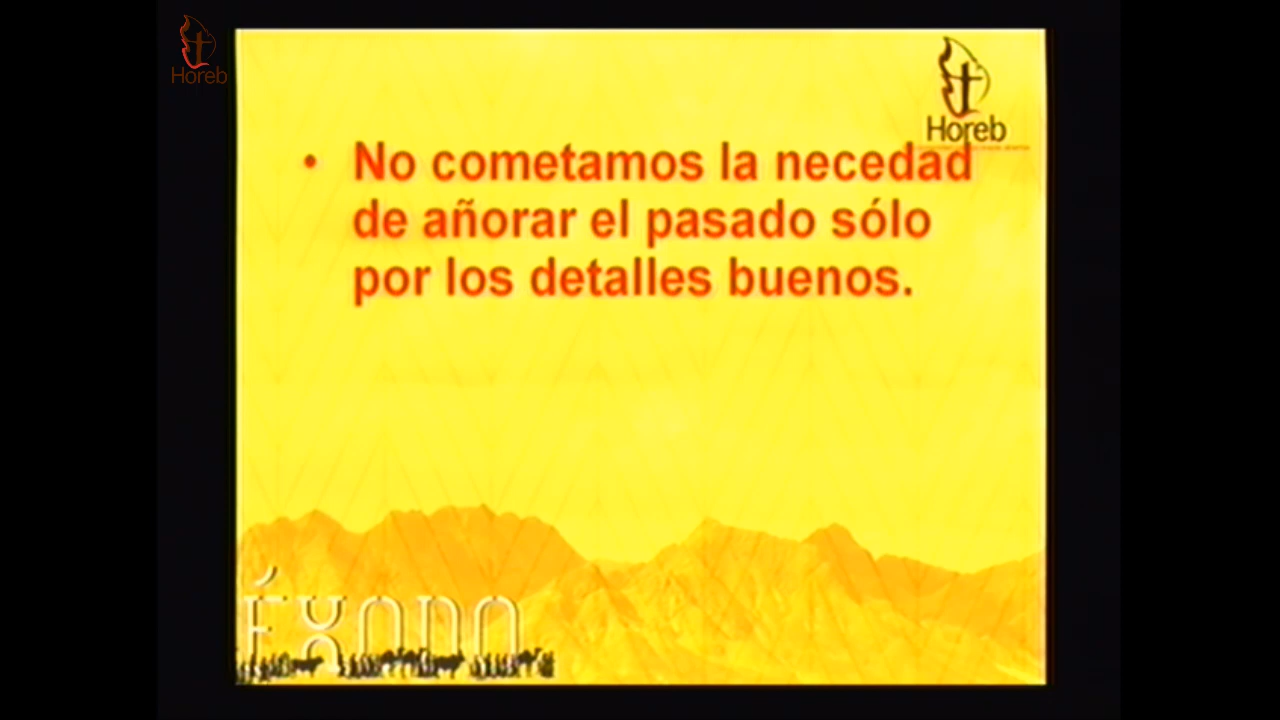 Horeb
Horeb
• No cometamos la necedad
de añorar el pasado sólo
por los detalles buenos.
ÉXODO